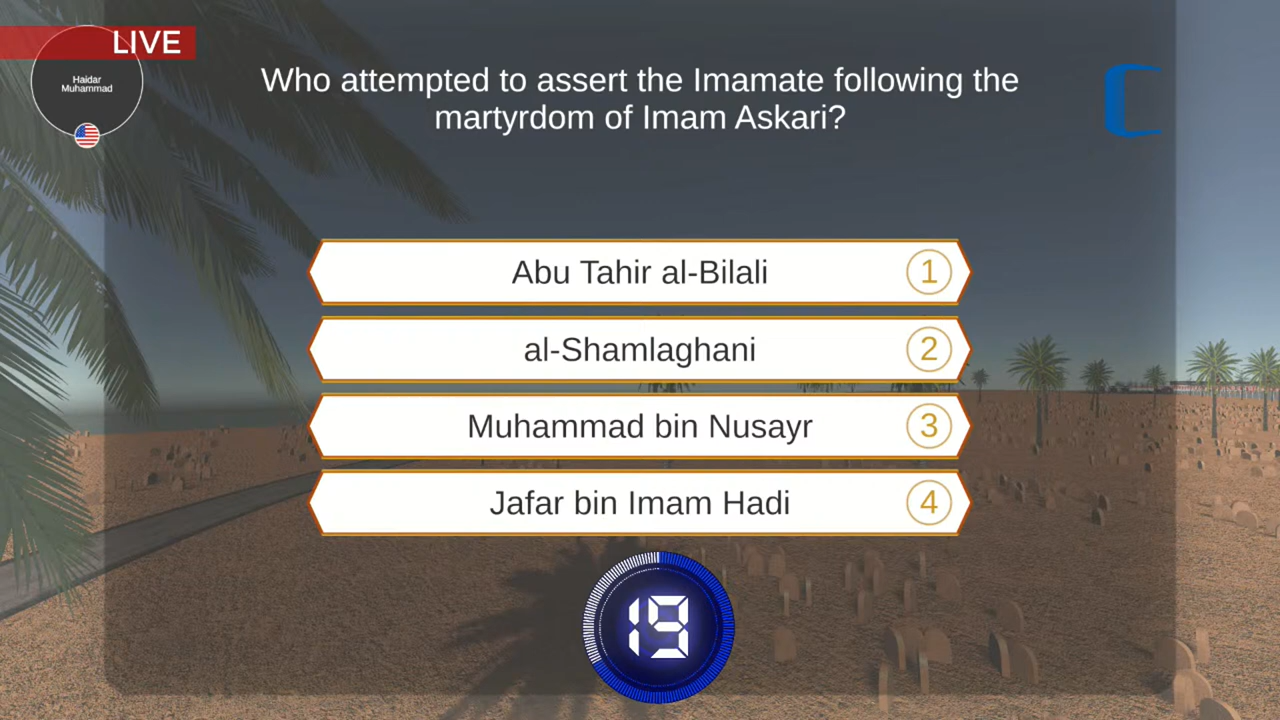 LIVE
Haidar
Muhammad
Who attempted to assert the Imamate following the
martyrdom of Imam Askari?
Abu Tahir al-Bilali 1
al-Shamlaghani 2
Muhammad bin Nusayr 3
Jafar bin Imam Hadi 4
19